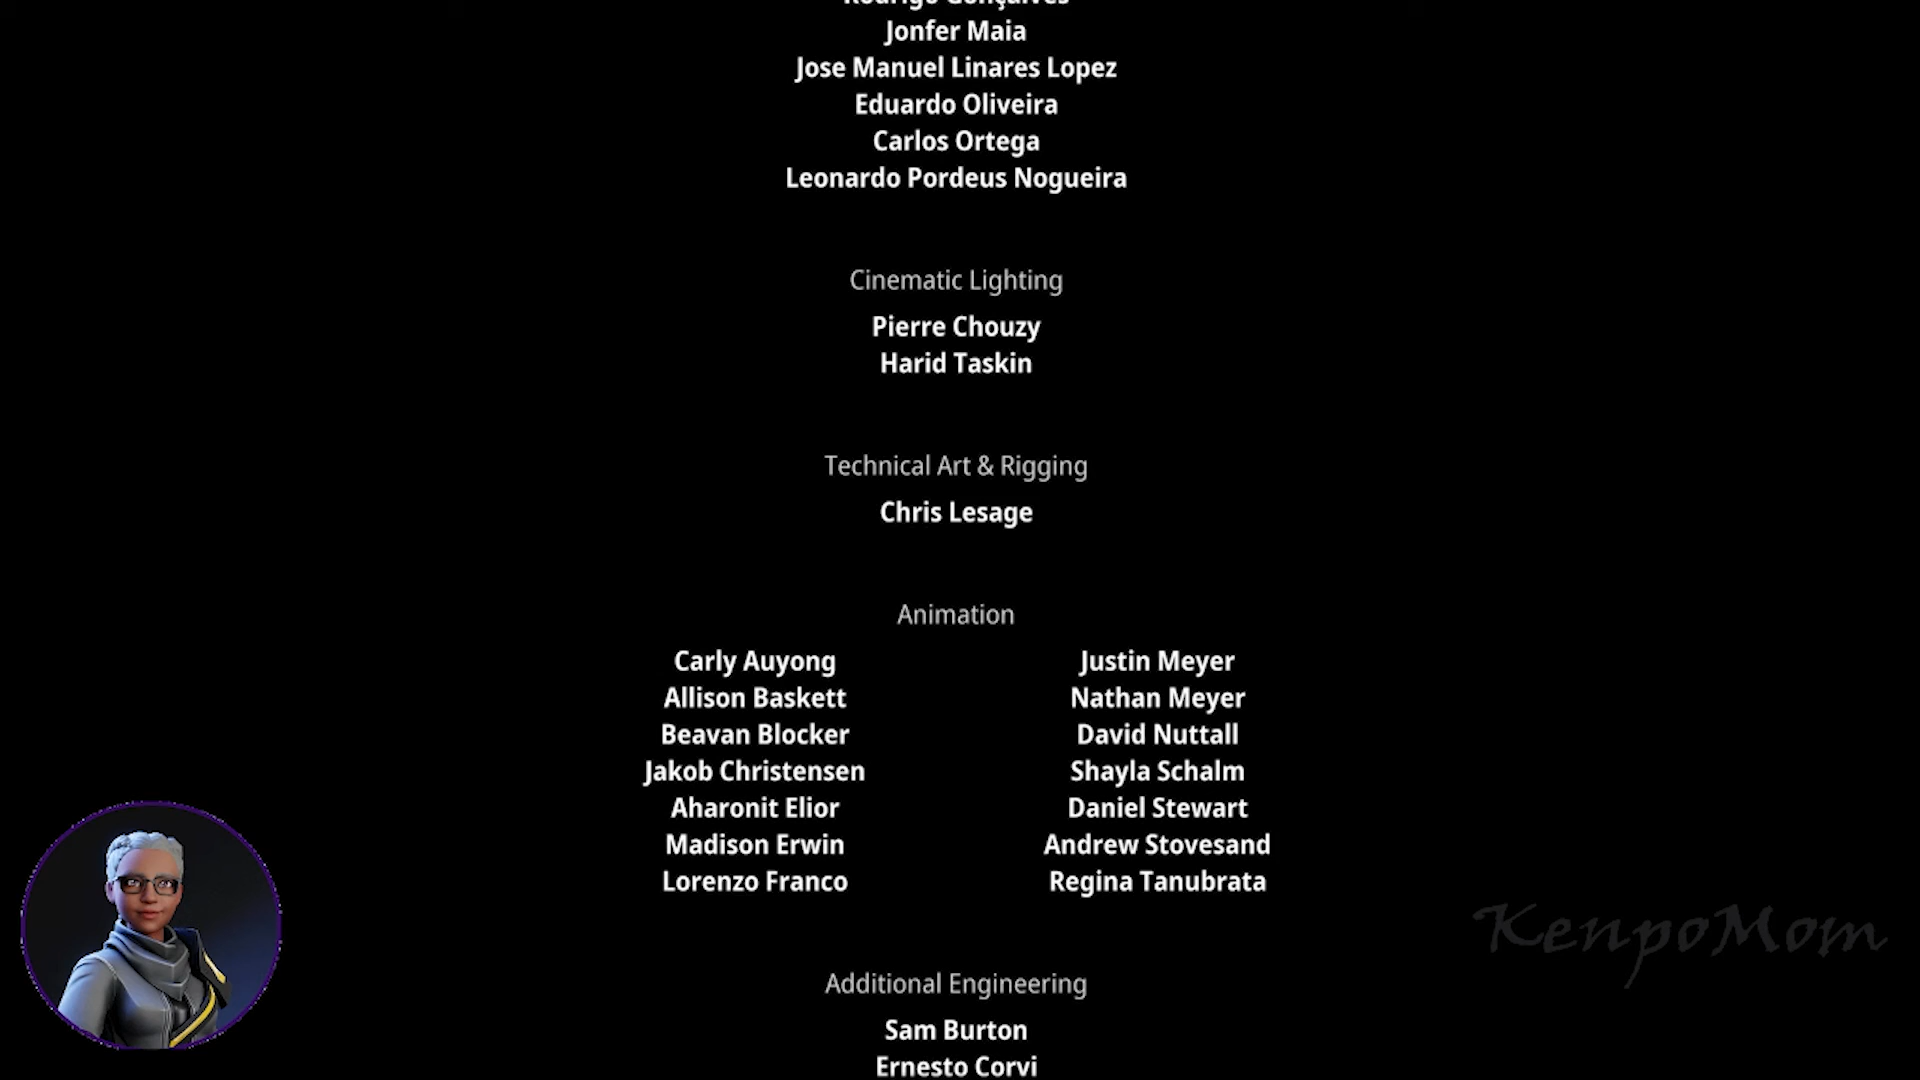 Rodrigo Gonçalves
Jonfer Maia
Jose Manuel Linares Lopez
Eduardo Oliveira
Carlos Ortega
Leonardo Pordeus Nogueira
Cinematic Lighting
Pierre Chouzy
Harid Taskin
Technical Art & Rigging
Chris Lesage
Animation
Carly Auyong
Allison Baskett
Beavan Blocker
Jakob Christensen
Aharonit Elior
Madison Erwin
Lorenzo Franco
Justin Meyer
Nathan Meyer
David Nuttall
Shayla Schalm
Daniel Stewart
Andrew Stovesand
Regina Tanubrata
Additional Engineering
Sam Burton
Ernesto Corvi
KenpoMom